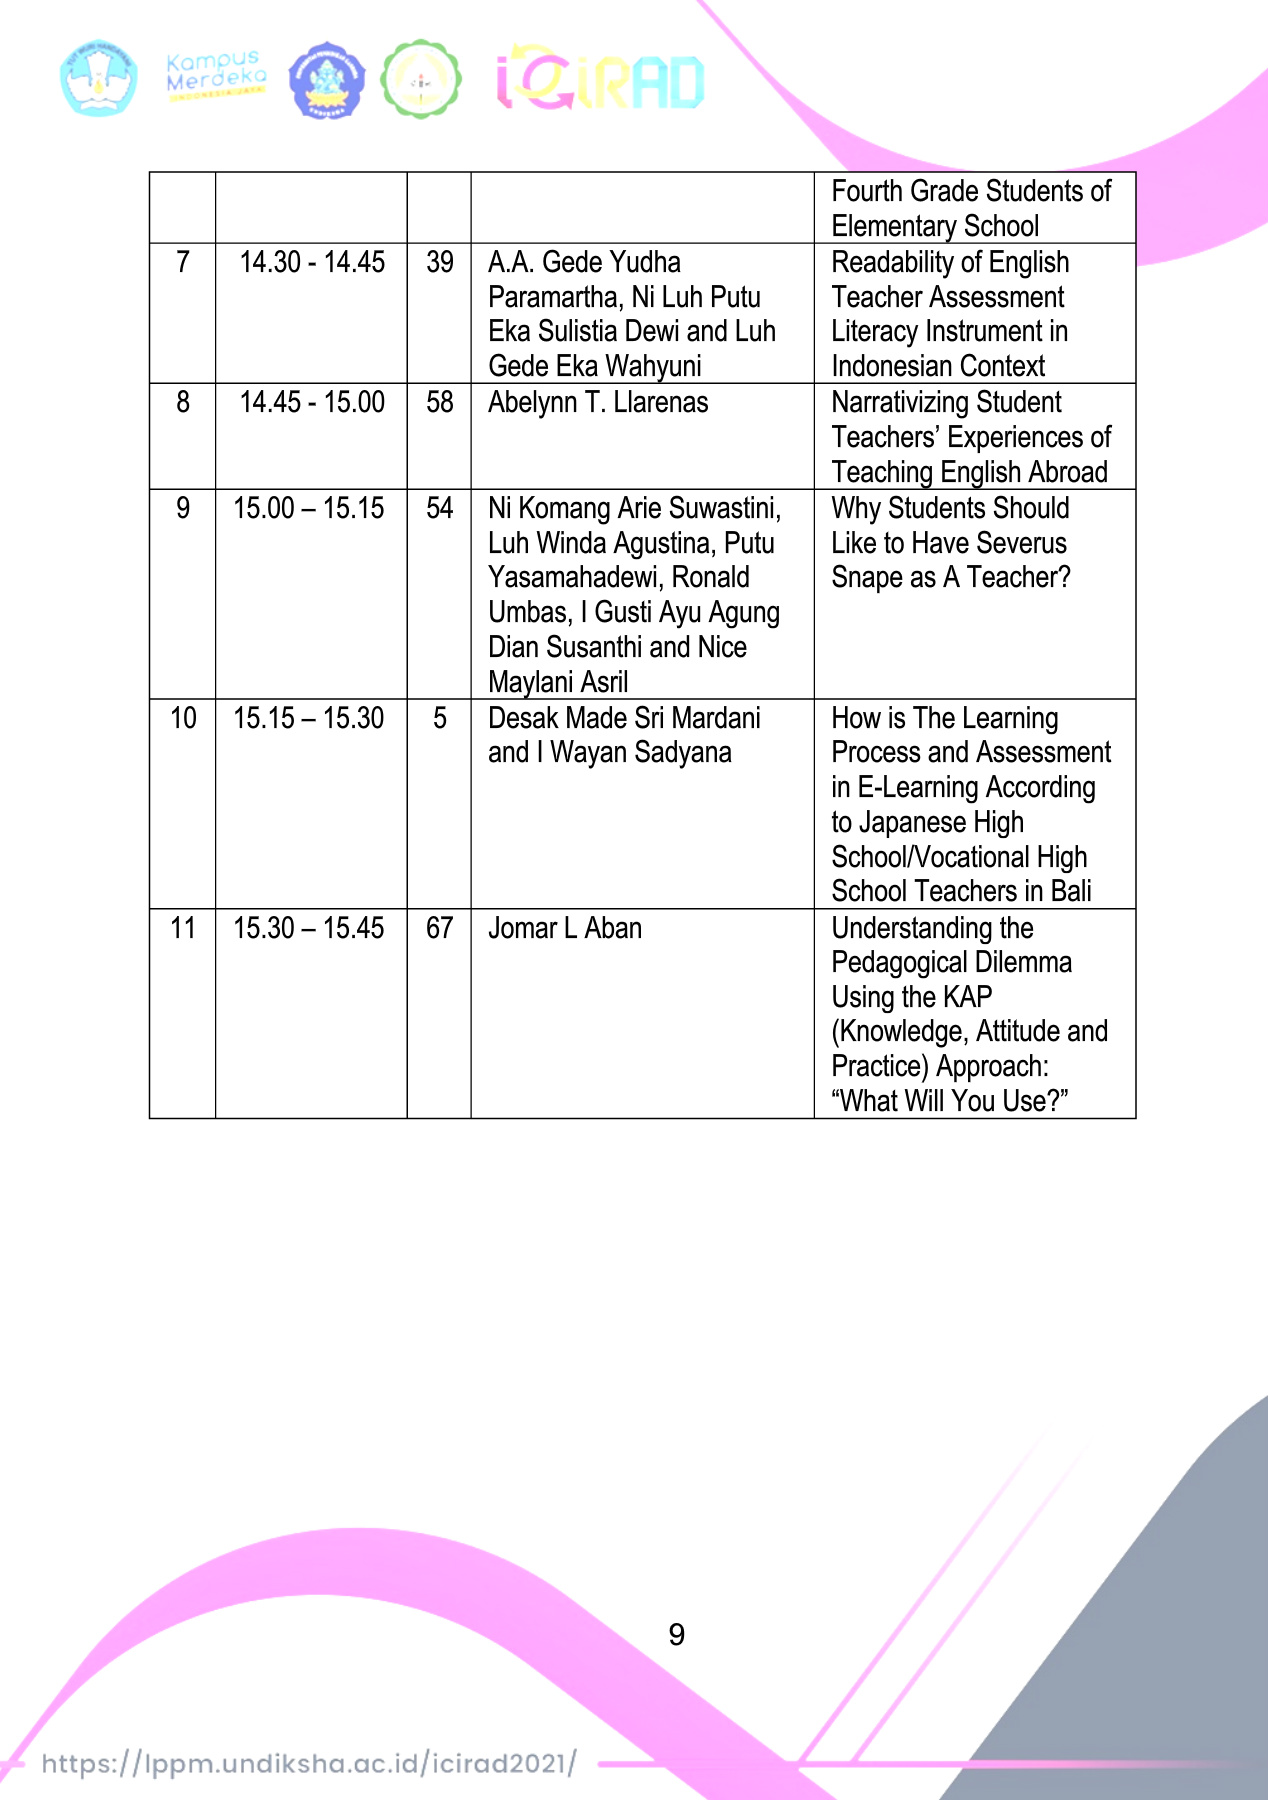 TUT WURI HANDAYANI
Kampus
Merdeka
INDONESIA JAYA
iCiRAD
Fourth Grade Students of
Elementary School
7 14.30 - 14.45 39 A.A. Gede Yudha Readability of English
Paramartha, Ni Luh Putu Teacher Assessment
Eka Sulistia Dewi and Luh Literacy Instrument in
Gede Eka Wahyuni Indonesian Context
8 14.45 - 15.00 58 Abelynn T. Llarenas Narrativizing Student
Teachers’ Experiences of
Teaching English Abroad
9 15.00 – 15.15 54 Ni Komang Arie Suwastini, Why Students Should
Luh Winda Agustina, Putu Like to Have Severus
Yasamahadewi, Ronald Snape as A Teacher?
Umbas, I Gusti Ayu Agung
Dian Susanthi and Nice
Maylani Asril
10 15.15 – 15.30 5 Desak Made Sri Mardani How is The Learning
and I Wayan Sadyana Process and Assessment
in E-Learning According
to Japanese High
School/Vocational High
School Teachers in Bali
11 15.30 – 15.45 67 Jomar L Aban Understanding the
Pedagogical Dilemma
Using the KAP
(Knowledge, Attitude and
Practice) Approach:
“What Will You Use?”
9
https://lppm.undiksha.ac.id/icirad2021/